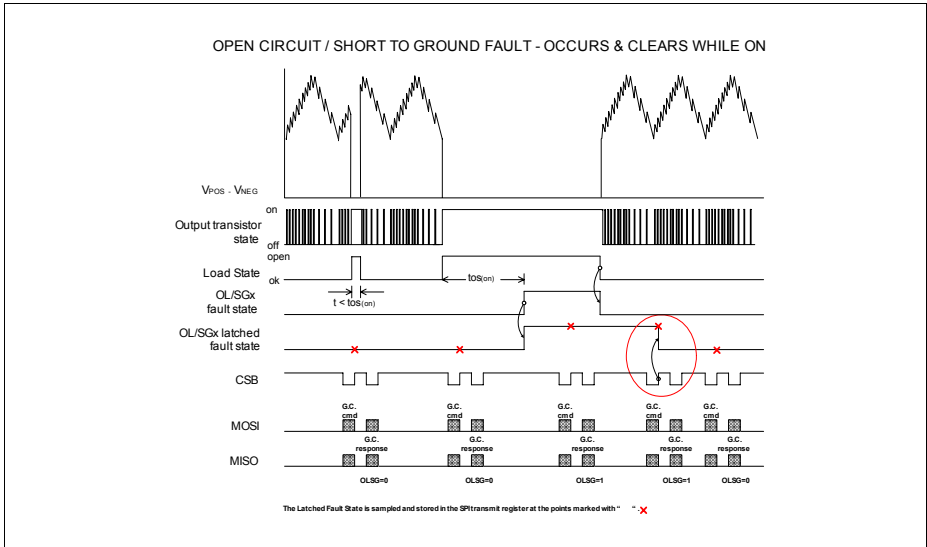 OPEN CIRCUIT / SHORT TO GROUND FAULT - OCCURS & CLEARS WHILE ON
VPOS - VNEG
on
Output transistor
state
off
open
Load State
ok
tos(on)
t < tos(on)
OL/SGx
fault state
OL/SGx latched
fault state
CSB
G.C.
cmd
G.C.
cmd
G.C.
cmd
G.C.
cmd
G.C.
cmd
MOSI
G.C.
response
G.C.
response
G.C.
response
G.C.
response
G.C.
response
MISO
OLSG=0
OLSG=0
OLSG=1
OLSG=1
OLSG=0
The Latched Fault State is sampled and stored in the SPI transmit register at the points marked with “ ” .